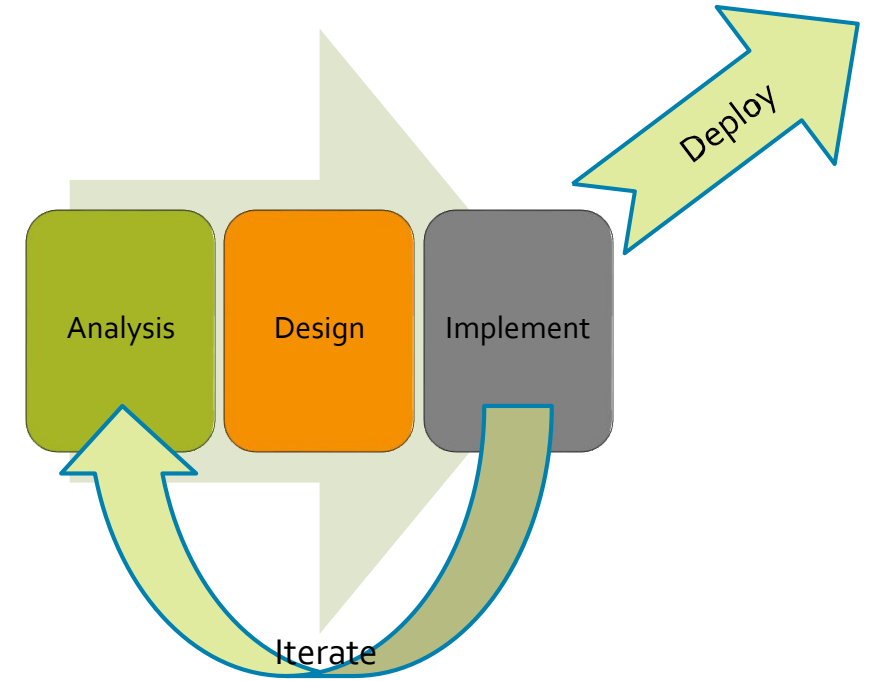 Deploy
Analysis
Design
Implement
Iterate